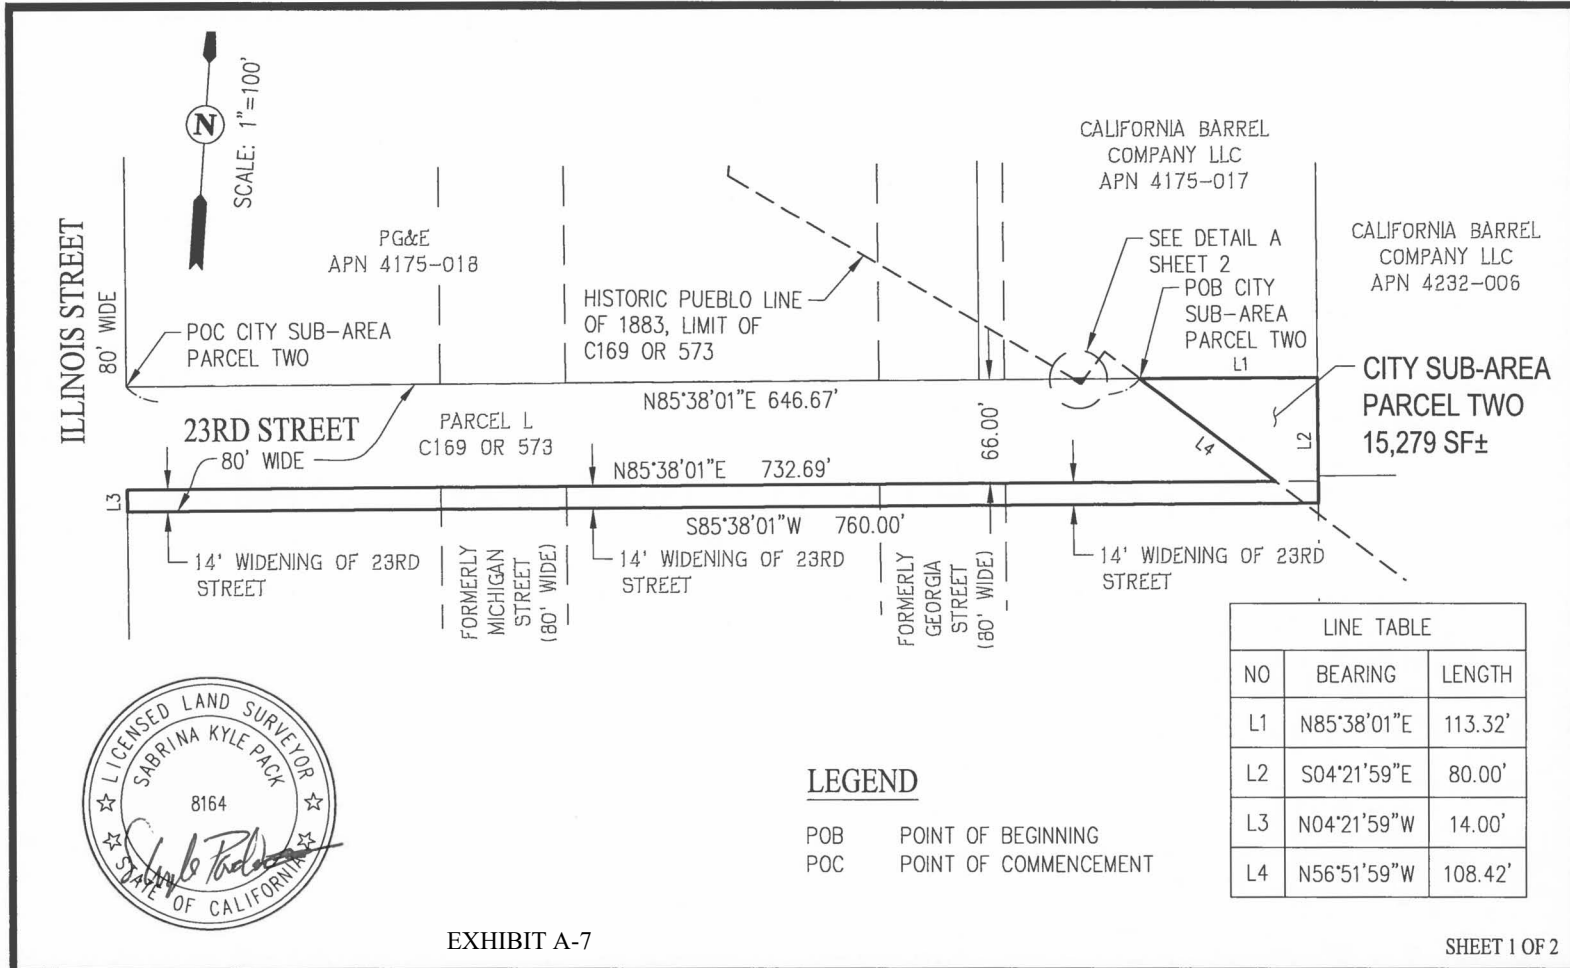 N
SCALE: 1"=100'
ILLINOIS STREET
80' WIDE
PG&E
APN 4175-018
POC CITY SUB-AREA
PARCEL TWO
HISTORIC PUEBLO LINE
OF 1883, LIMIT OF
C169 OR 573
CALIFORNIA BARREL
COMPANY LLC
APN 4175-017
SEE DETAIL A
SHEET 2
POB CITY
SUB-AREA
PARCEL TWO
L1
CALIFORNIA BARREL
COMPANY LLC
APN 4232-006
CITY SUB-AREA
PARCEL TWO
15,279 SF±
N85°38'01"E 646.67'
23RD STREET
80' WIDE
PARCEL L
C169 OR 573
66.00'
L4
L2
N85°38'01"E 732.69'
L3
S85°38'01"W 760.00'
14' WIDENING OF 23RD
STREET
FORMERLY
MICHIGAN
STREET
(80' WIDE)
14' WIDENING OF 23RD
STREET
FORMERLY
GEORGIA
STREET
(80' WIDE)
14' WIDENING OF 23RD
STREET
LINE TABLE
NO BEARING LENGTH
L1 N85°38'01"E 113.32'
L2 S04°21'59"E 80.00'
L3 N04°21'59"W 14.00'
L4 N56°51'59"W 108.42'
LICENSED LAND SURVEYOR
SABRINA KYLE PACK
8164
STATE OF CALIFORNIA
LEGEND
POB POINT OF BEGINNING
POC POINT OF COMMENCEMENT
EXHIBIT A-7
SHEET 1 OF 2